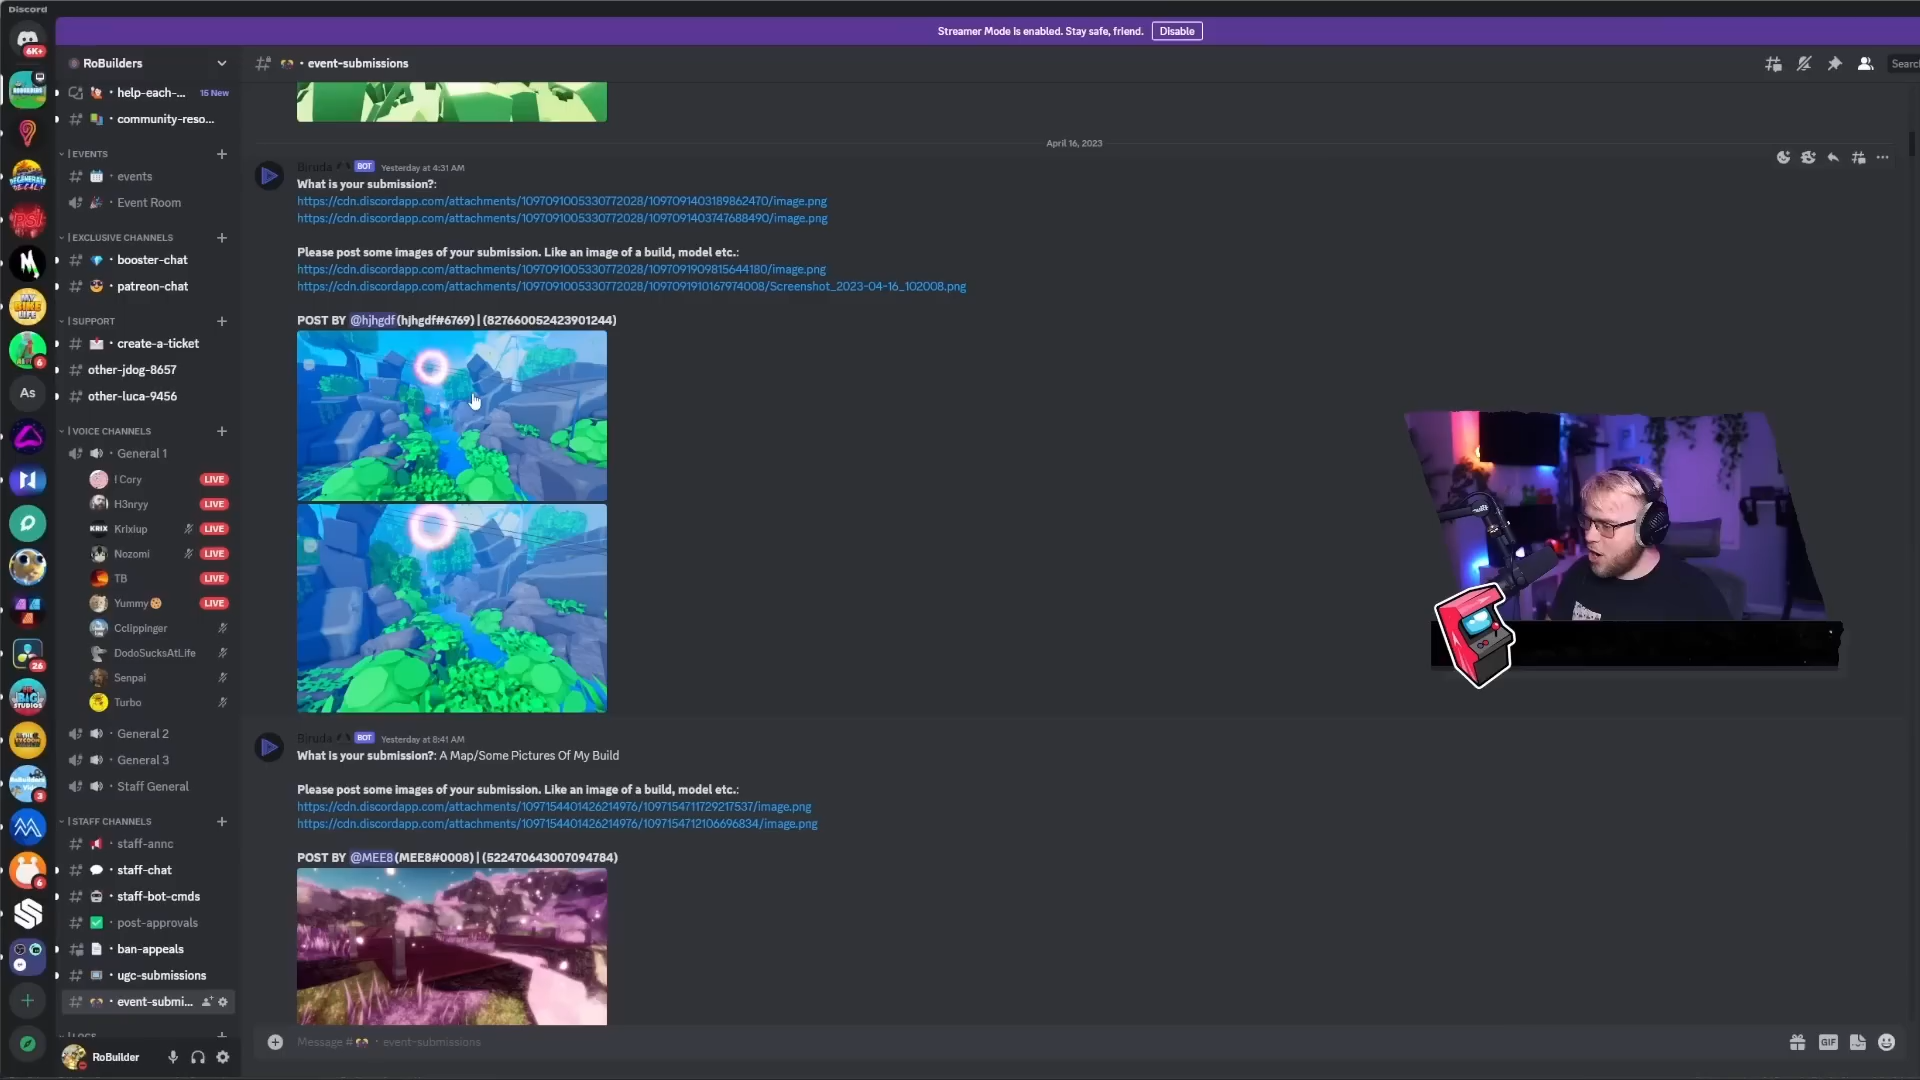 Discord
Streamer Mode is enabled. Stay safe, friend.
Disable
6K+
RoBuilders
help-each-...
15 New
community-reso...
EVENTS
events
Event Room
EXCLUSIVE CHANNELS
booster-chat
patreon-chat
SUPPORT
create-a-ticket
other-jdog-8657
other-luca-9456
VOICE CHANNELS
General 1
I Cory
LIVE
H3nryy
LIVE
Krixiup
LIVE
Nozomi
LIVE
TB
LIVE
Yummy
LIVE
Cclippinger
DodoSucksAtLife
Senpai
Turbo
General 2
General 3
Staff General
STAFF CHANNELS
staff-annc
staff-chat
staff-bot-cmds
post-approvals
ban-appeals
ugc-submissions
event-submi...
LOGS
RoBuilder
As
6
26
3
6
event-submissions
Search
April 16, 2023
Biruda BOT Yesterday at 4:31 AM
What is your submission?:
https://cdn.discordapp.com/attachments/1097091005330772028/1097091403189862470/image.png
https://cdn.discordapp.com/attachments/1097091005330772028/1097091403747688490/image.png
Please post some images of your submission. Like an image of a build, model etc.:
https://cdn.discordapp.com/attachments/1097091005330772028/1097091909815644180/image.png
https://cdn.discordapp.com/attachments/1097091005330772028/1097091910167974008/Screenshot_2023-04-16_102008.png
POST BY @hjhgdf(hjhgdf#6769) | (827660052423901244)
Biruda BOT Yesterday at 8:41 AM
What is your submission?: A Map/Some Pictures Of My Build
Please post some images of your submission. Like an image of a build, model etc.:
https://cdn.discordapp.com/attachments/1097154401426214976/1097154711729217537/image.png
https://cdn.discordapp.com/attachments/1097154401426214976/1097154712106696834/image.png
POST BY @MEE8(MEE8#0008) | (522470643007094784)
Message # event-submissions
GIF